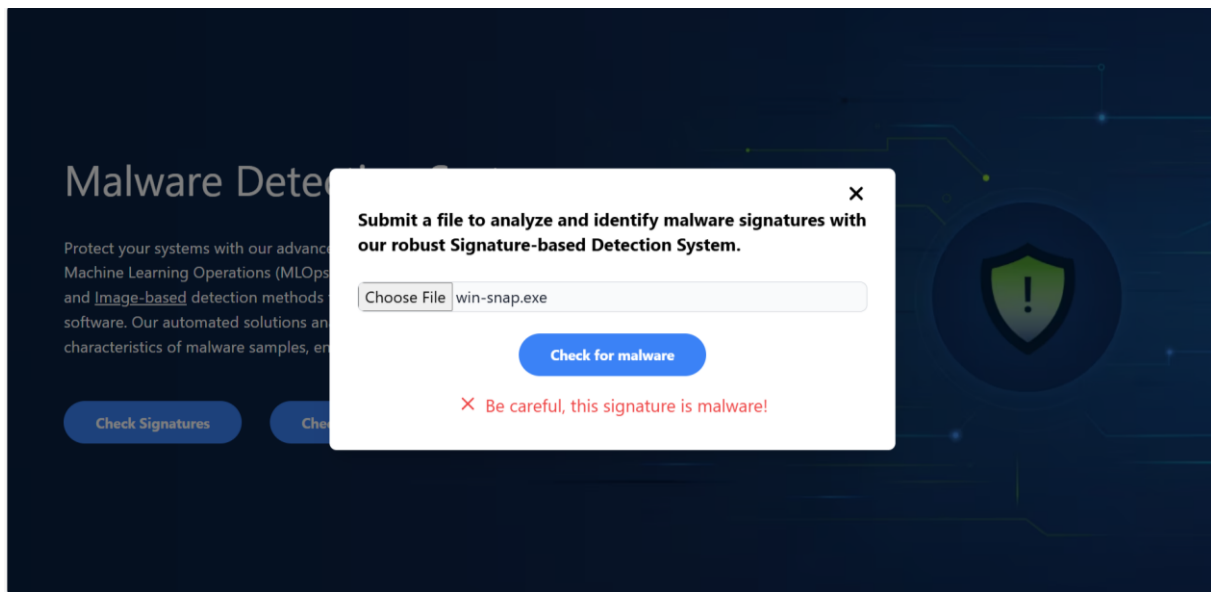 Malware Dete
Submit a file to analyze and identify malware signatures with
our robust Signature-based Detection System.
Choose File win-snap.exe
Check for malware
Be careful, this signature is malware!
Protect your systems with our advance
Machine Learning Operations (MLOps
and Image-based detection methods
software. Our automated solutions an
characteristics of malware samples, en
Check Signatures
Che